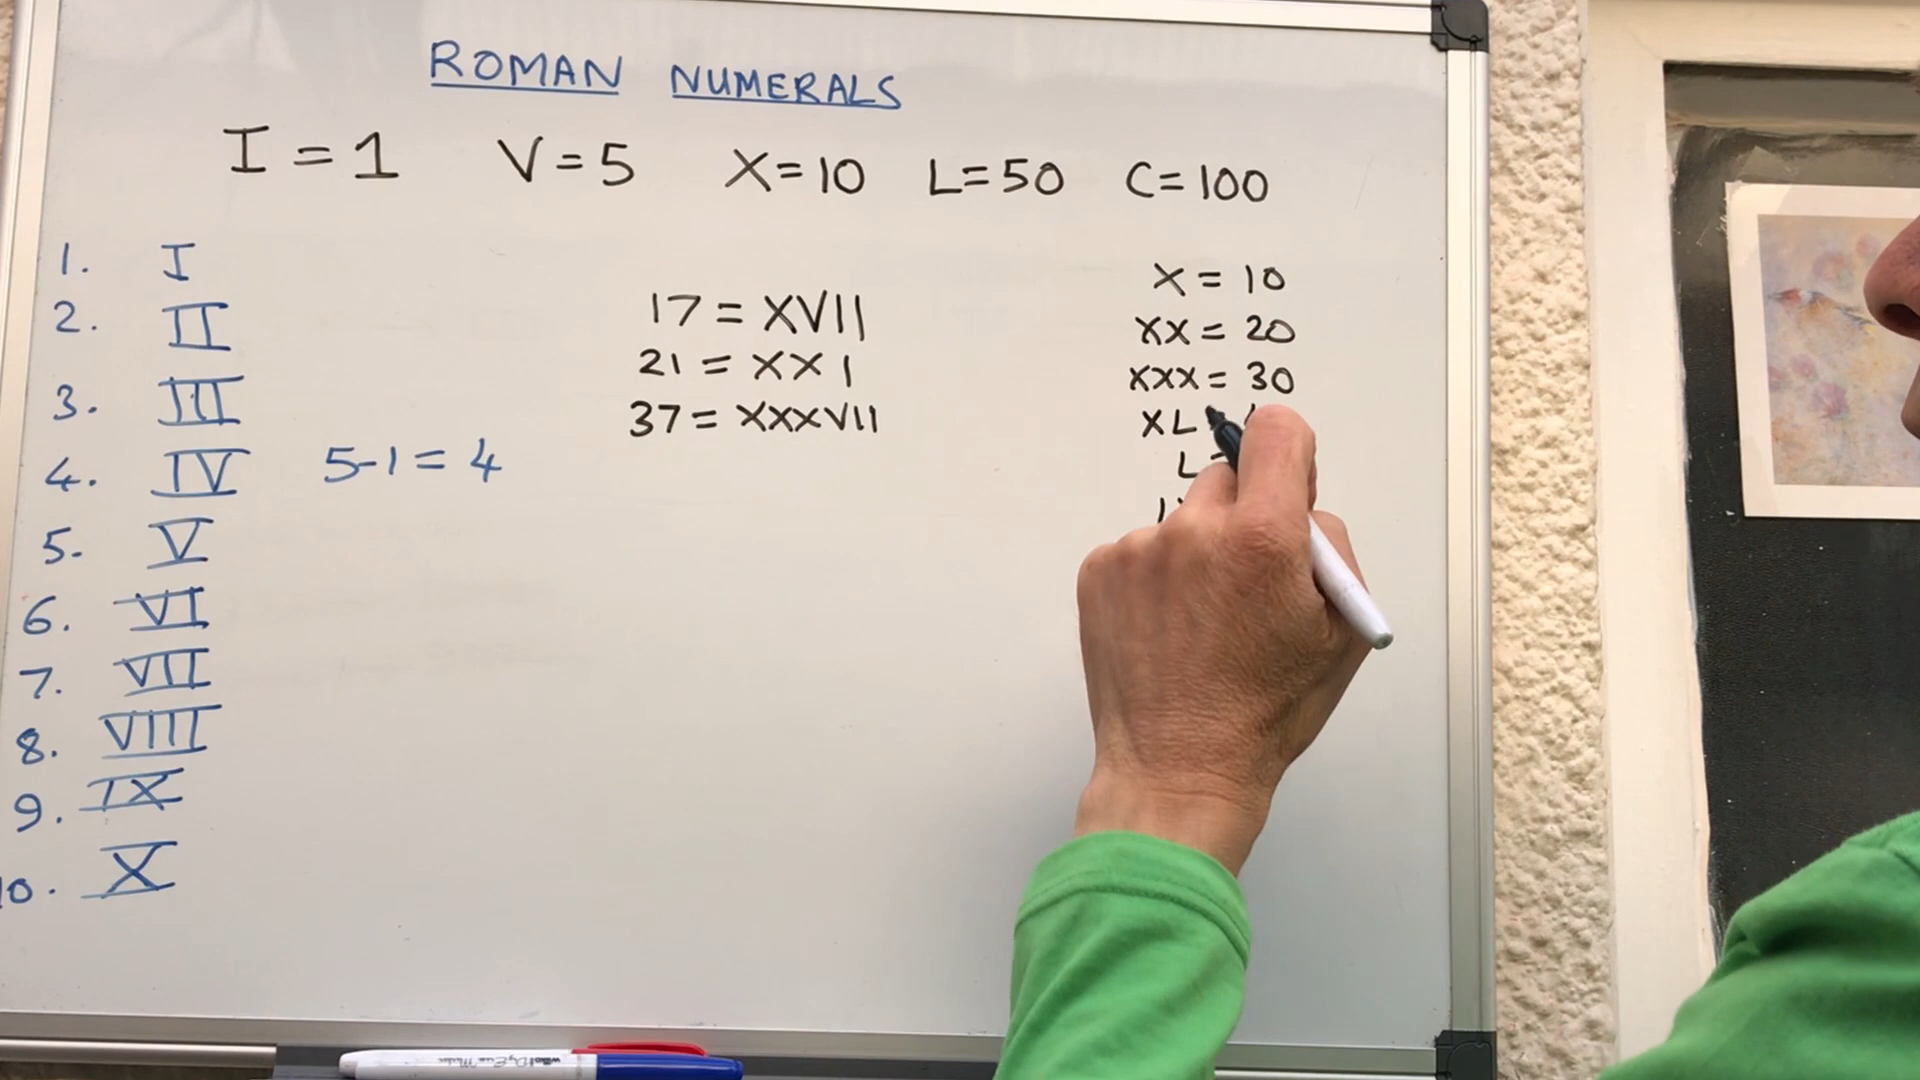 ROMAN NUMERALS
I = 1 V = 5 X = 10 L = 50 C = 100
1. I
2. II
3. III
4. IV 5-1 = 4
5. V
6. VI
7. VII
8. VIII
9. IX
10. X
17 = XVII
21 = XXI
37 = XXXVII
X = 10
XX = 20
XXX = 30
XL
L =